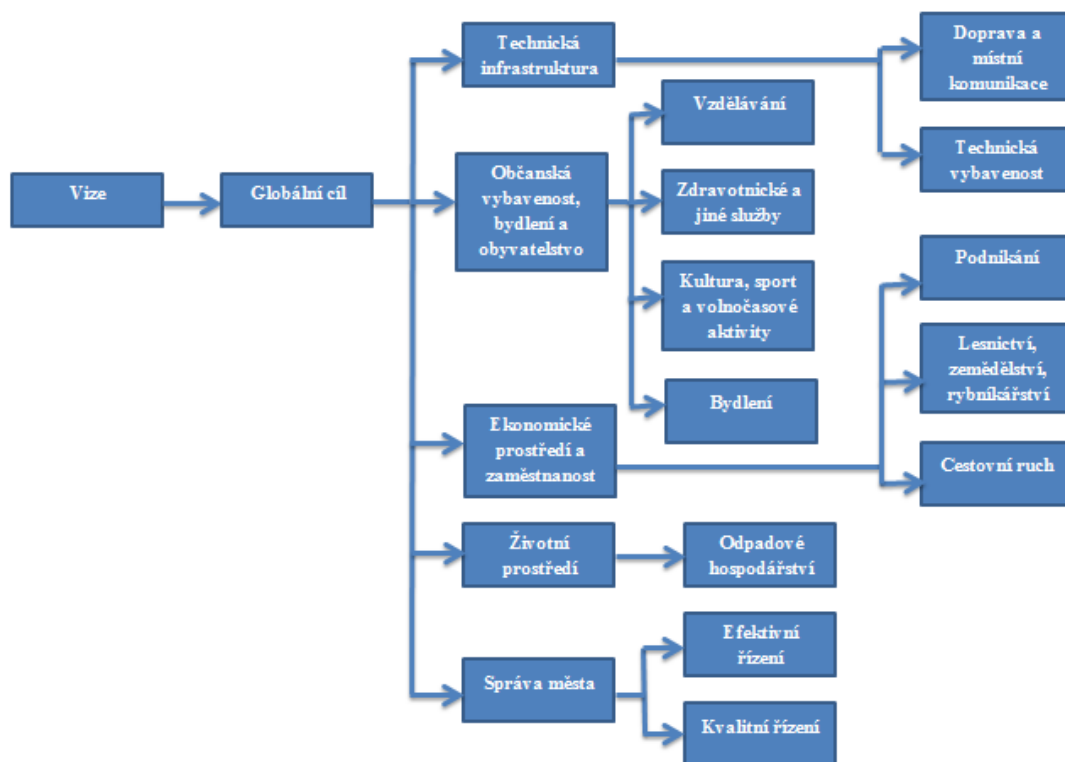 Vize
Globální cíl
Technická
infrastruktura
Doprava a
místní
komunikace
Technická
vybavenost
Občanská
vybavenost,
bydlení a
obyvatelstvo
Vzdělávání
Zdravotnické a
jiné služby
Kultura, sport
a volnočasové
aktivity
Bydlení
Ekonomické
prostředí a
zaměstnanost
Podnikání
Lesnictví,
zemědělství,
rybníkářství
Cestovní ruch
Životní
prostředí
Odpadové
hospodářství
Správa města
Efektivní
řízení
Kvalitní řízení